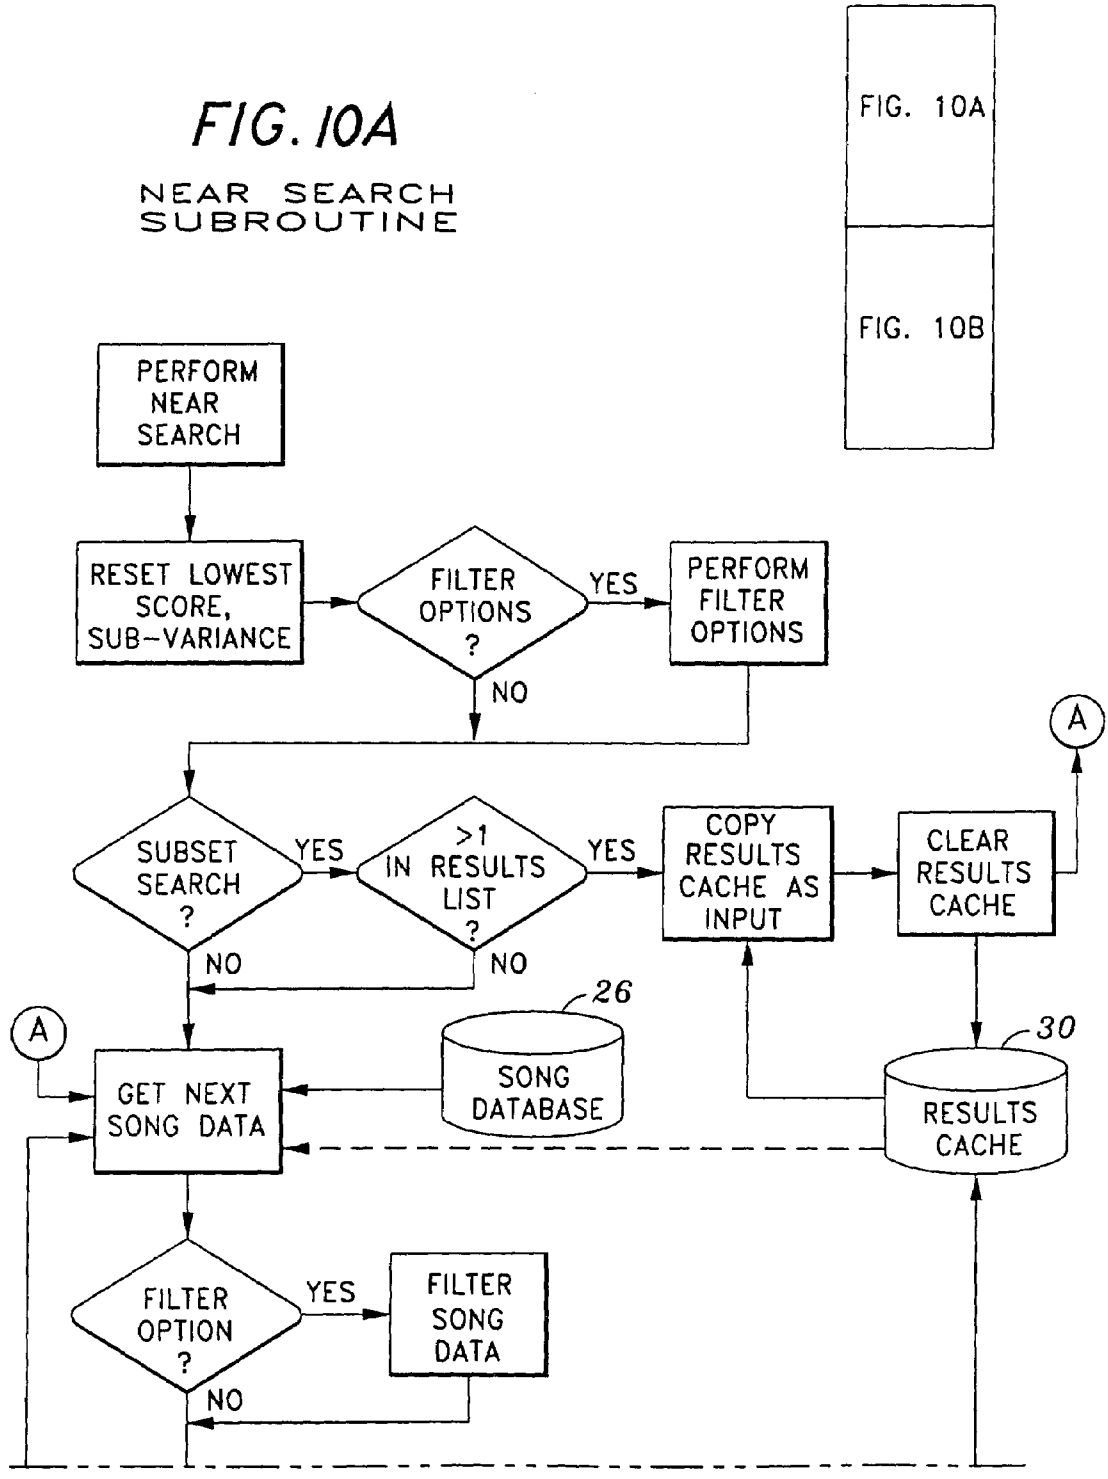 FIG. 10A
NEAR SEARCH
SUBROUTINE
FIG. 10A
FIG. 10B
PERFORM
NEAR
SEARCH
RESET LOWEST
SCORE,
SUB-VARIANCE
FILTER
OPTIONS
?
YES
NO
PERFORM
FILTER
OPTIONS
A
SUBSET
SEARCH
?
YES
NO
>1
IN RESULTS
LIST
?
YES
NO
COPY
RESULTS
CACHE AS
INPUT
CLEAR
RESULTS
CACHE
A
GET NEXT
SONG DATA
26
SONG
DATABASE
30
RESULTS
CACHE
FILTER
OPTION
?
YES
NO
FILTER
SONG
DATA